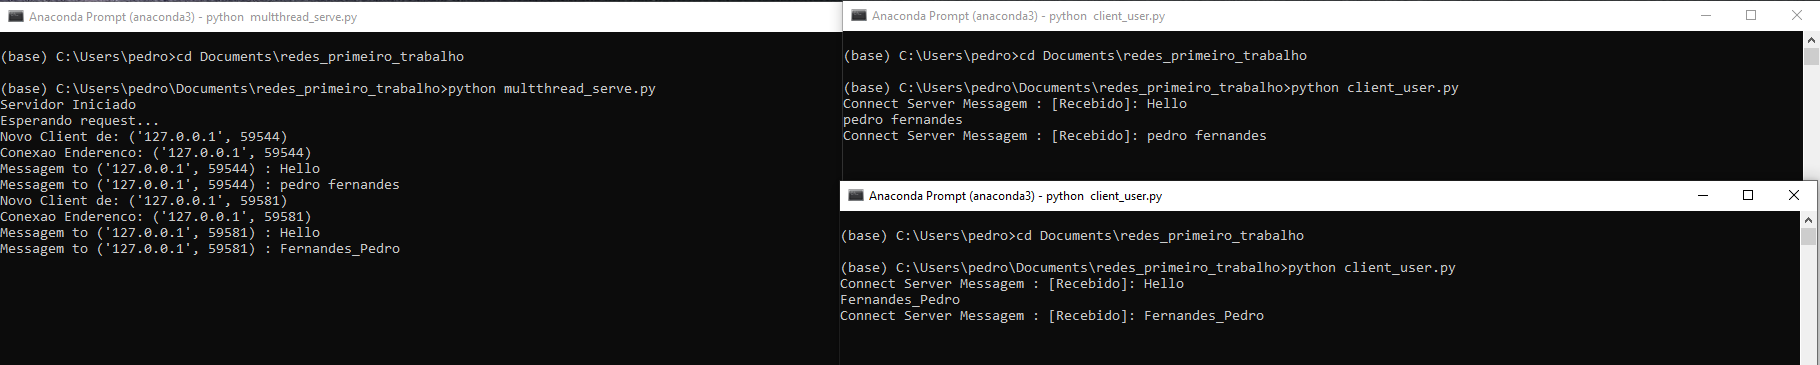 Anaconda Prompt (anaconda3) - python  multthread_serve.py
(base) C:\Users\pedro>cd Documents\redes_primeiro_trabalho
(base) C:\Users\pedro\Documents\redes_primeiro_trabalho>python multthread_serve.py
Servidor Iniciado
Esperando request...
Novo Client de: ('127.0.0.1', 59544)
Conexao Enderenco: ('127.0.0.1', 59544)
Messagem to ('127.0.0.1', 59544) : Hello
Messagem to ('127.0.0.1', 59544) : pedro fernandes
Novo Client de: ('127.0.0.1', 59581)
Conexao Enderenco: ('127.0.0.1', 59581)
Messagem to ('127.0.0.1', 59581) : Hello
Messagem to ('127.0.0.1', 59581) : Fernandes_Pedro
Anaconda Prompt (anaconda3) - python  client_user.py
(base) C:\Users\pedro>cd Documents\redes_primeiro_trabalho
(base) C:\Users\pedro\Documents\redes_primeiro_trabalho>python client_user.py
Connect Server Messagem : [Recebido]: Hello
pedro fernandes
Connect Server Messagem : [Recebido]: pedro fernandes
Anaconda Prompt (anaconda3) - python  client_user.py
(base) C:\Users\pedro>cd Documents\redes_primeiro_trabalho
(base) C:\Users\pedro\Documents\redes_primeiro_trabalho>python client_user.py
Connect Server Messagem : [Recebido]: Hello
Fernandes_Pedro
Connect Server Messagem : [Recebido]: Fernandes_Pedro